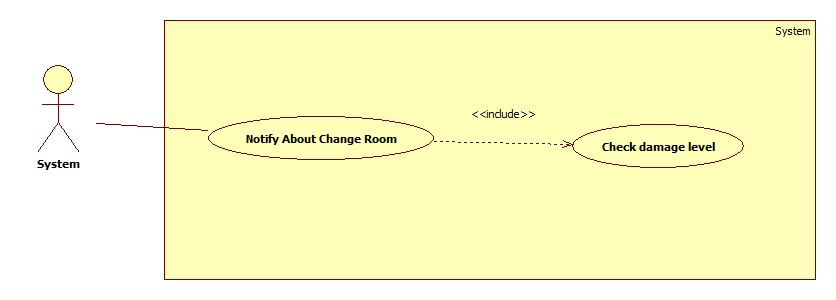 System
<<include>>
Notify About Change Room
Check damage level
System